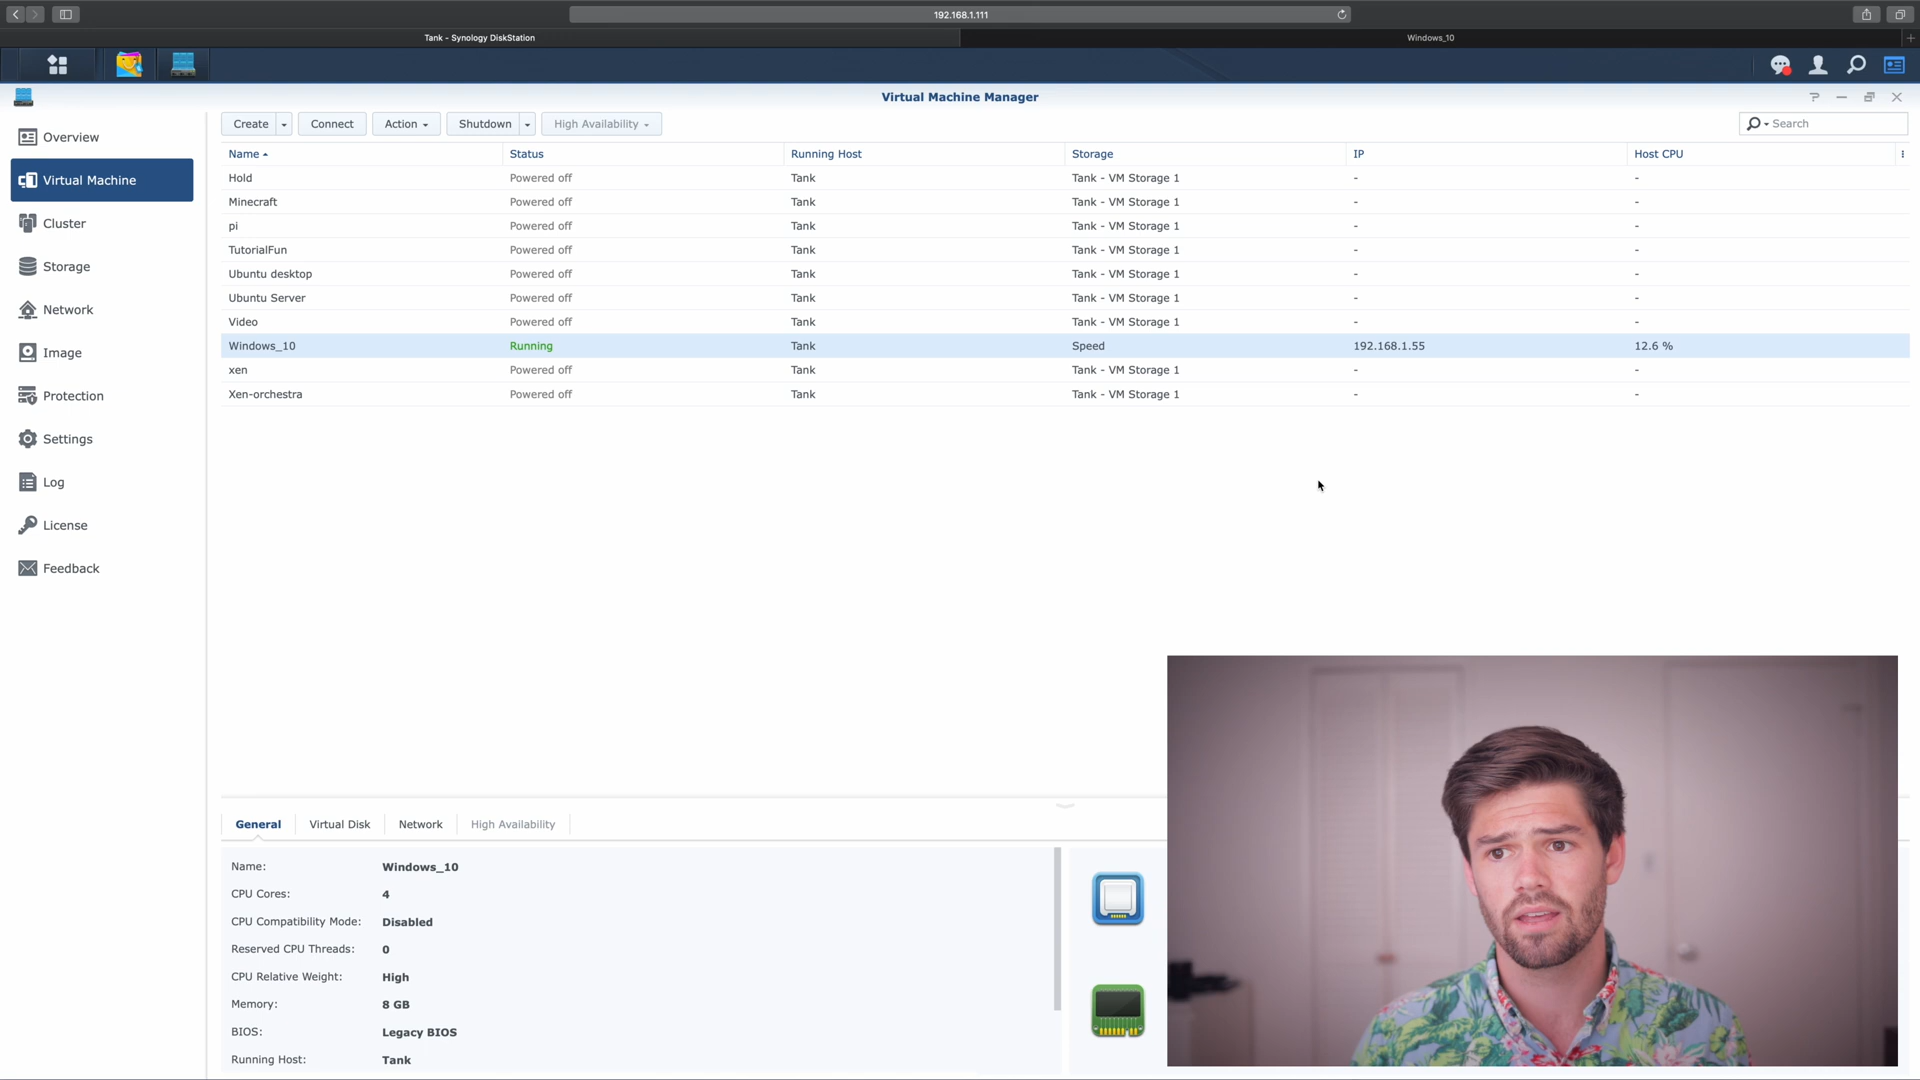 192.168.1.111
Tank - Synology DiskStation
Windows_10
Virtual Machine Manager
Overview
Virtual Machine
Cluster
Storage
Network
Image
Protection
Settings
Log
License
Feedback
Create Connect Action Shutdown High Availability Search
Name Status Running Host Storage IP Host CPU
Hold Powered off Tank Tank - VM Storage 1 - -
Minecraft Powered off Tank Tank - VM Storage 1 - -
pi Powered off Tank Tank - VM Storage 1 - -
TutorialFun Powered off Tank Tank - VM Storage 1 - -
Ubuntu desktop Powered off Tank Tank - VM Storage 1 - -
Ubuntu Server Powered off Tank Tank - VM Storage 1 - -
Video Powered off Tank Tank - VM Storage 1 - -
Windows_10 Running Tank Speed 192.168.1.55 12.6 %
xen Powered off Tank Tank - VM Storage 1 - -
Xen-orchestra Powered off Tank Tank - VM Storage 1 - -
General Virtual Disk Network High Availability
Name: Windows_10
CPU Cores: 4
CPU Compatibility Mode: Disabled
Reserved CPU Threads: 0
CPU Relative Weight: High
Memory: 8 GB
BIOS: Legacy BIOS
Running Host: Tank